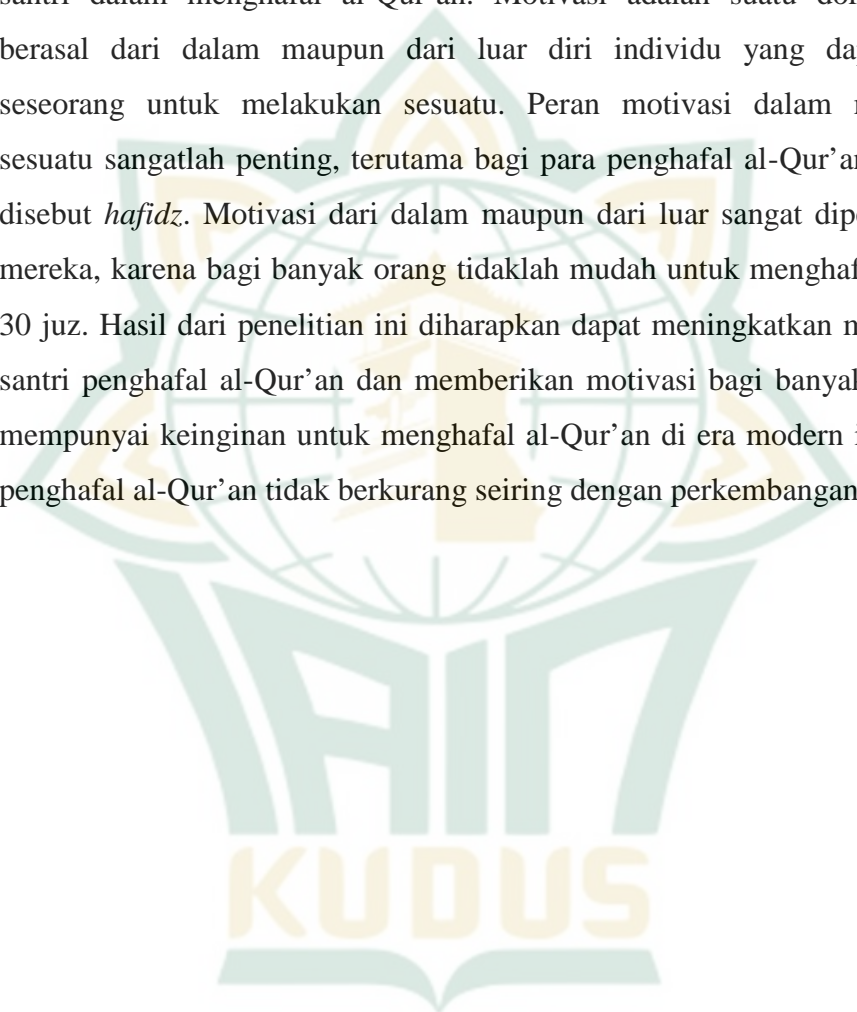 santri dalam menghafal al-Qur'an. Motivasi adalah suatu
berasal dari dalam maupun dari luar diri individu yang
seseorang untuk melakukan sesuatu. Peran motivasi dalam
sesuatu sangatlah penting, terutama bagi para penghafal
disebut hafidz. Motivasi dari dalam maupun dari luar sangat
mereka, karena bagi banyak orang tidaklah mudah untuk
30 juz. Hasil dari penelitian ini diharapkan dapat meningkatkan
santri penghafal al-Qur'an dan memberikan motivasi bagi banyak
mempunyai keinginan untuk menghafal al-Qur'an di era modern
penghafal al-Qur'an tidak berkurang seiring dengan perkembangan
IAIN
KUDUS